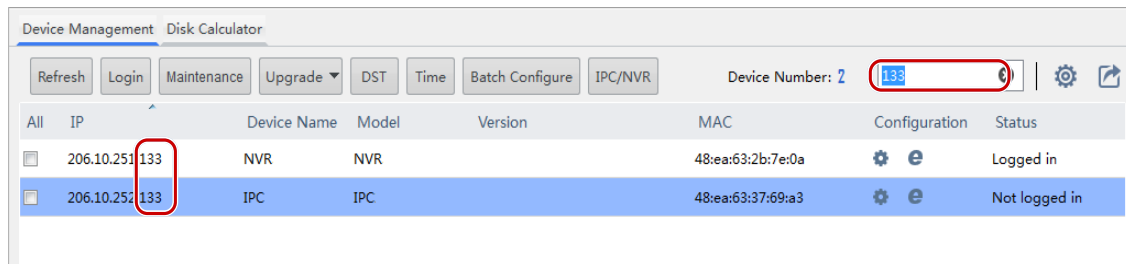 Device Management Disk Calculator
Refresh Login Maintenance Upgrade DST Time Batch Configure IPC/NVR Device Number: 2 133
All IP Device Name Model Version MAC Configuration Status
206.10.251.133 NVR NVR 48:ea:63:2b:7e:0a Logged in
206.10.252.133 IPC IPC 48:ea:63:37:69:a3 Not logged in